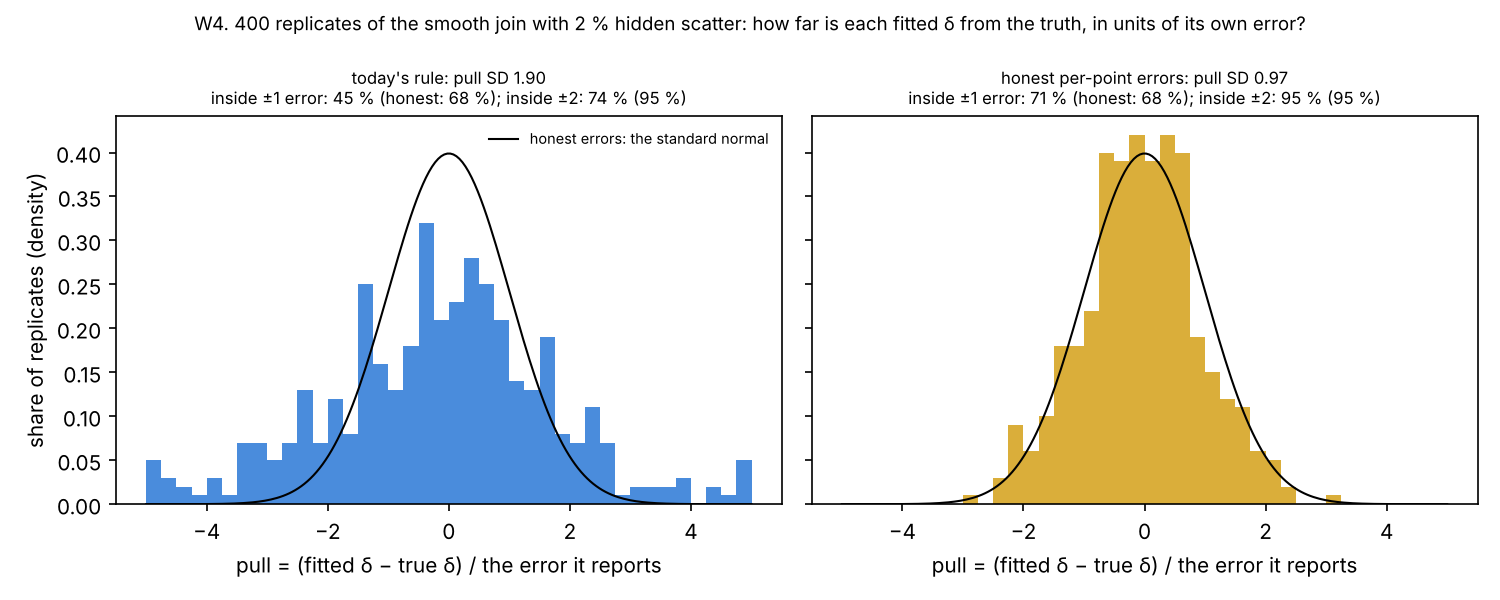 W4. 400 replicates of the smooth join with 2 % hidden scatter: how far is each fitted δ from the truth, in units of its own error?
today's rule: pull SD 1.90
inside ±1 error: 45 % (honest: 68 %); inside ±2: 74 % (95 %)
honest errors: the standard normal
0.40
0.35
0.30
0.25
0.20
0.15
0.10
0.05
0.00
share of replicates (density)
−4
−2
0
2
4
pull = (fitted δ − true δ) / the error it reports
honest per-point errors: pull SD 0.97
inside ±1 error: 71 % (honest: 68 %); inside ±2: 95 % (95 %)
−4
−2
0
2
4
pull = (fitted δ − true δ) / the error it reports